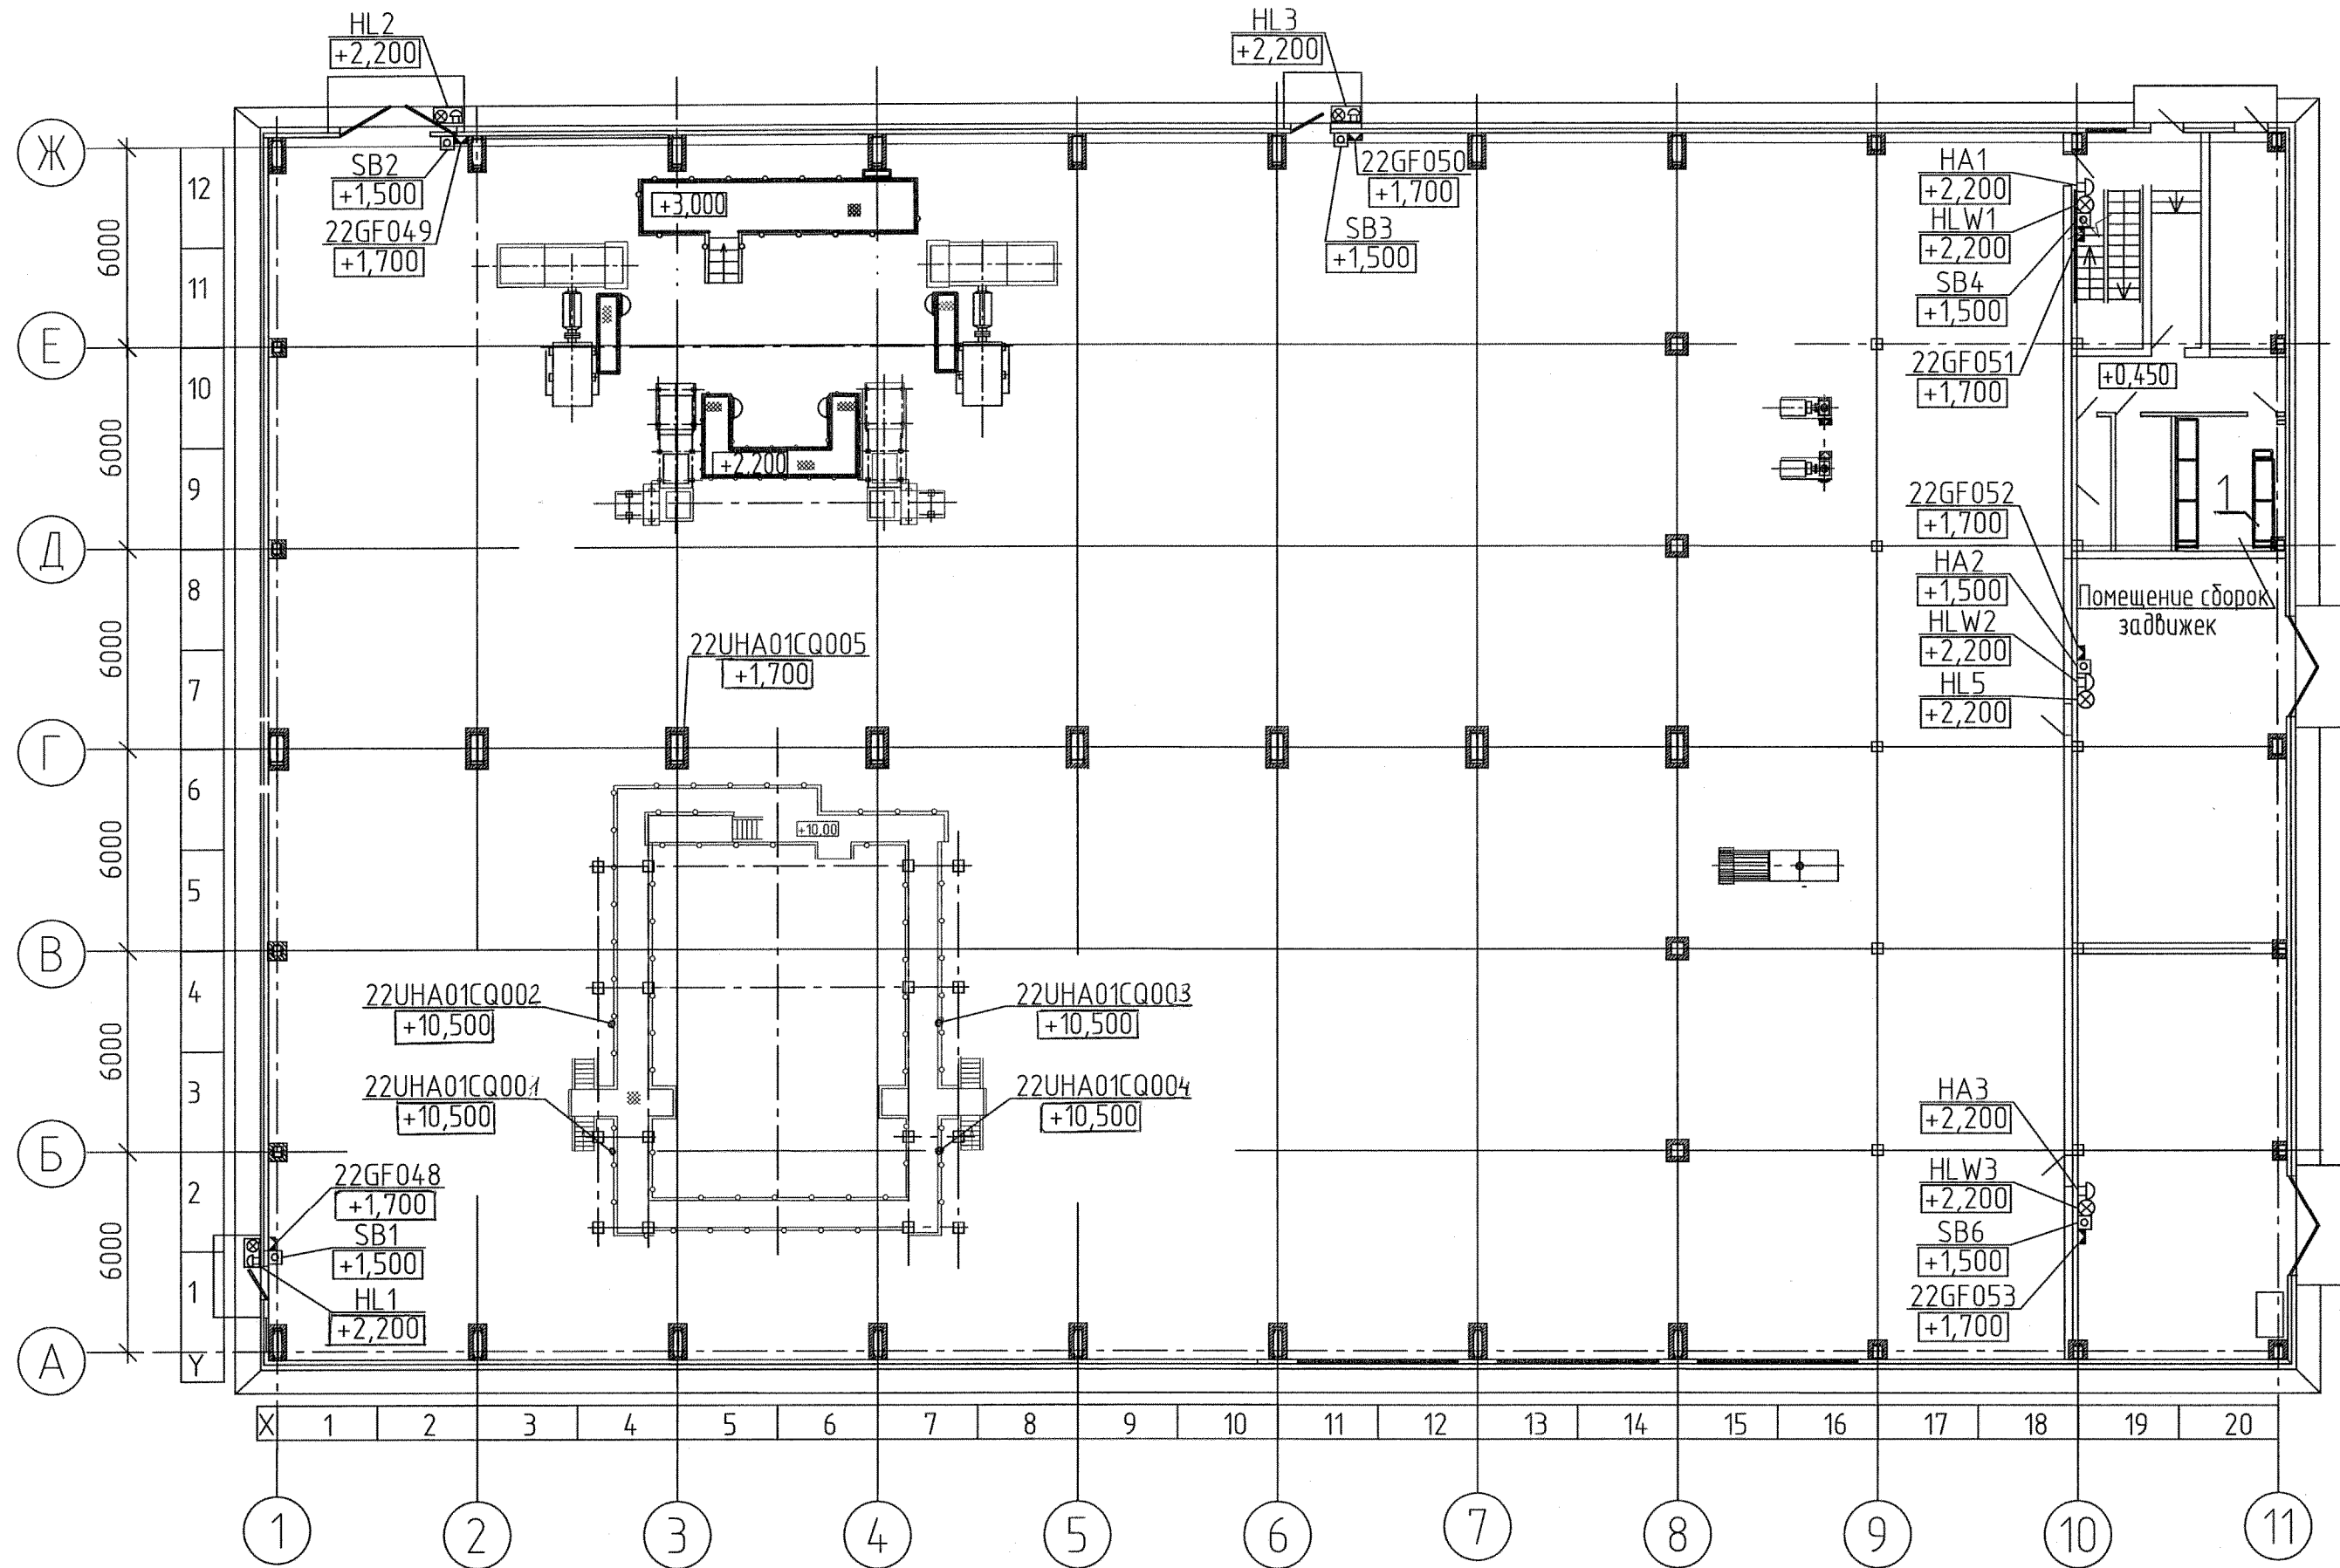 HL2
+2,200
HL3
+2,200
Ж
SB2
+1,500
22GF049
+1,700
+3,000
22GF050
+1,700
SB3
+1,500
HA1
+2,200
HLW1
+2,200
SB4
+1,500
22GF051
+1,700
12
6000
11
Е
10
+0,450
6000
9
+2,200
22GF052
+1,700
1
Д
HA2
+1,500
8
Помещение сборок
задвижек
HLW2
+2,200
6000
22UHA01CQ005
+1,700
7
HL5
+2,200
Г
6
+10,00
6000
5
В
4
22UHA01CQ002
+10,500
22UHA01CQ003
+10,500
6000
3
22UHA01CQ001
+10,500
22UHA01CQ004
+10,500
HA3
+2,200
Б
2
22GF048
+1,700
HLW3
+2,200
6000
SB1
+1,500
SB6
+1,500
1
HL1
+2,200
22GF053
+1,700
А
Y
X 1 2 3 4 5 6 7 8 9 10 11 12 13 14 15 16 17 18 19 20
1 2 3 4 5 6 7 8 9 10 11